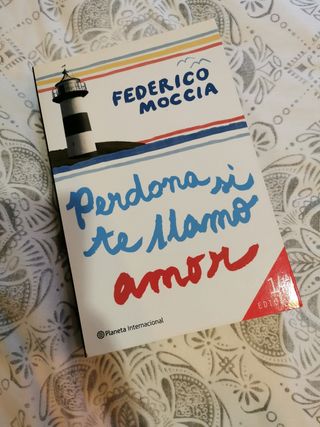 FEDERICO
MOCCIA
Perdona si
te llamo
amor
Planeta Internacional